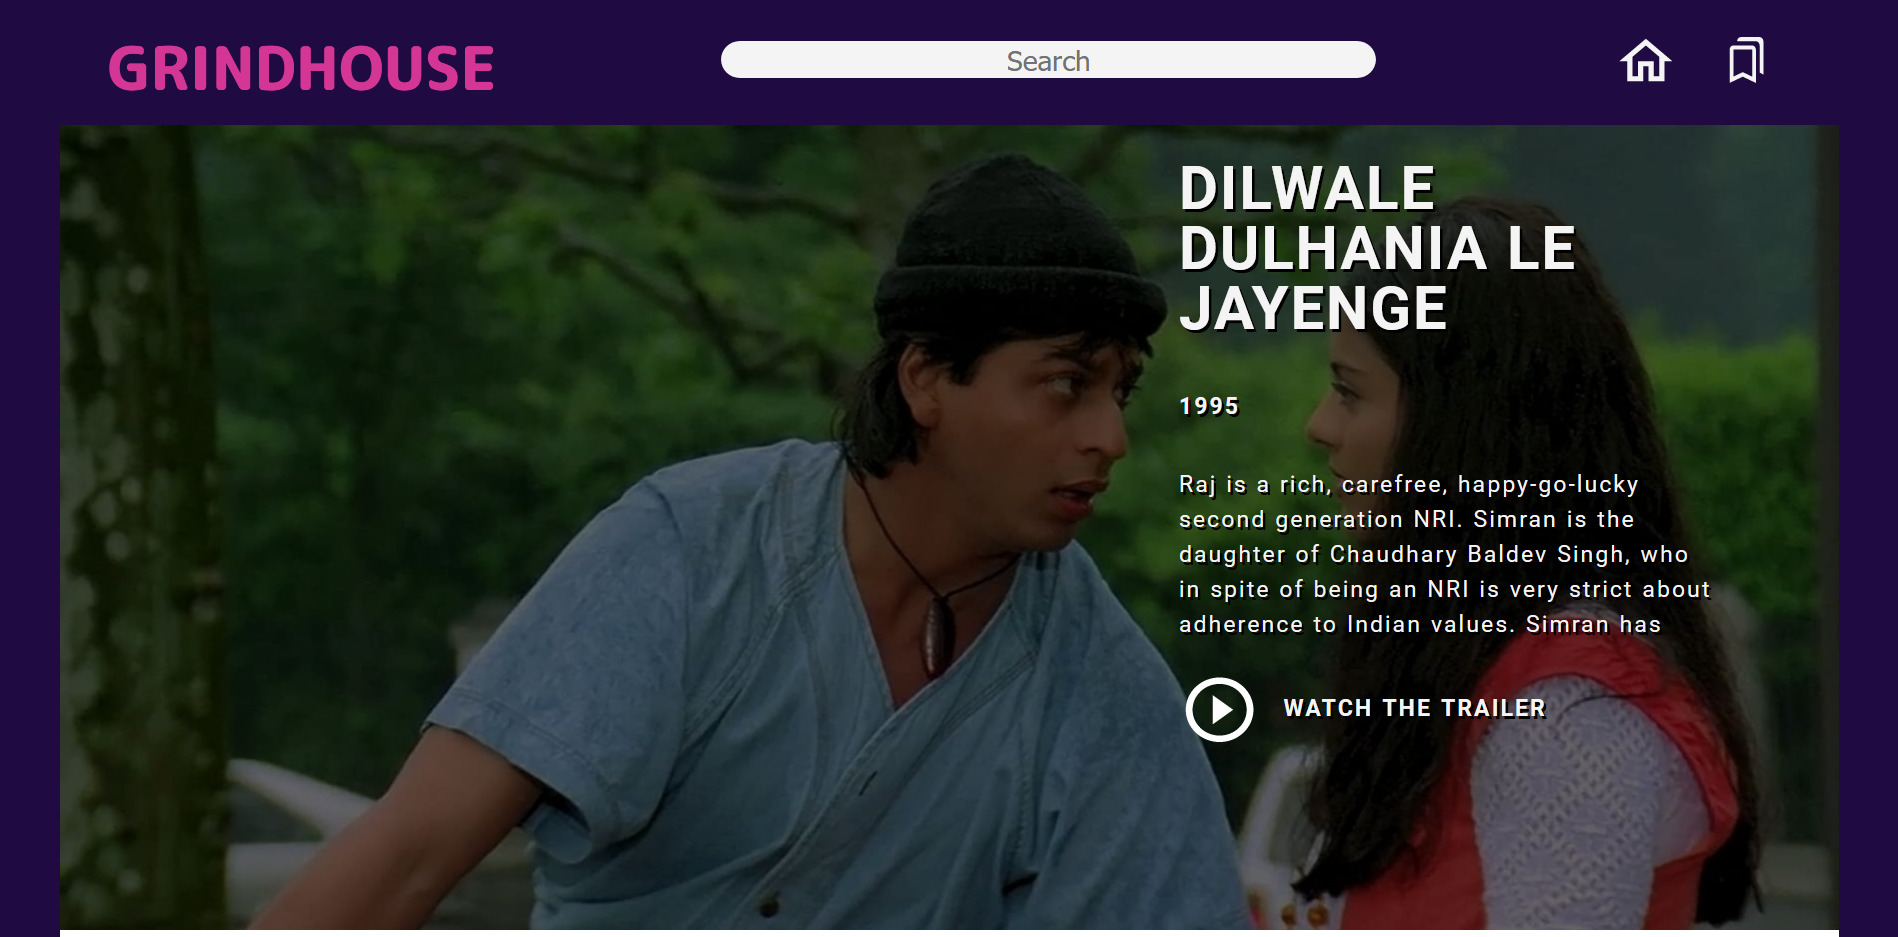 GRINDHOUSE
Search
DILWALE
DULHANIA LE
JAYENGE
1995
Raj is a rich, carefree, happy-go-lucky
second generation NRI. Simran is the
daughter of Chaudhary Baldev Singh, who
in spite of being an NRI is very strict about
adherence to Indian values. Simran has
WATCH THE TRAILER